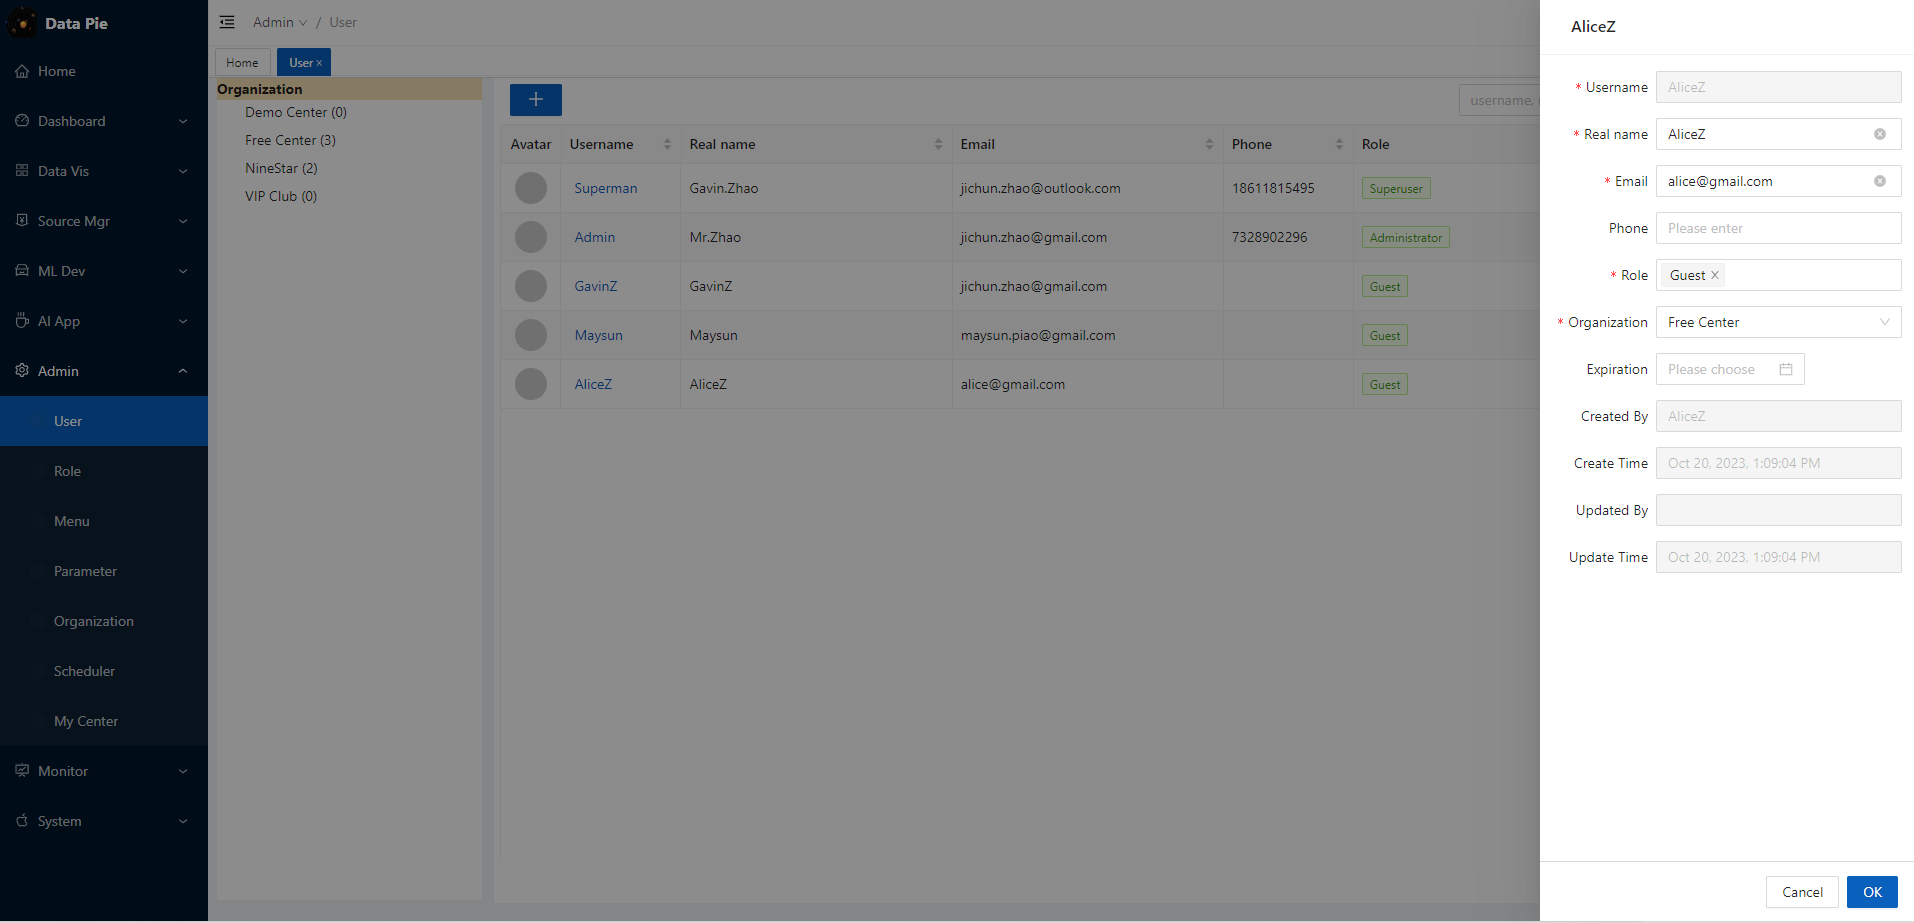 Data Pie
Home
Dashboard
Data Vis
Source Mgr
ML Dev
AI App
Admin
User
Role
Menu
Parameter
Organization
Scheduler
My Center
Monitor
System
Admin / User
Home
User ×
Organization
Demo Center (0)
Free Center (3)
NineStar (2)
VIP Club (0)
+
username,
Avatar Username Real name Email Phone Role
Superman Gavin.Zhao jichun.zhao@outlook.com 18611815495 Superuser
Admin Mr.Zhao jichun.zhao@gmail.com 7328902296 Administrator
GavinZ GavinZ jichun.zhao@gmail.com Guest
Maysun Maysun maysun.piao@gmail.com Guest
AliceZ AliceZ alice@gmail.com Guest
AliceZ
* Username AliceZ
* Real name AliceZ
* Email alice@gmail.com
Phone Please enter
* Role Guest ×
* Organization Free Center
Expiration Please choose
Created By AliceZ
Create Time Oct 20, 2023, 1:09:04 PM
Updated By
Update Time Oct 20, 2023, 1:09:04 PM
Cancel OK